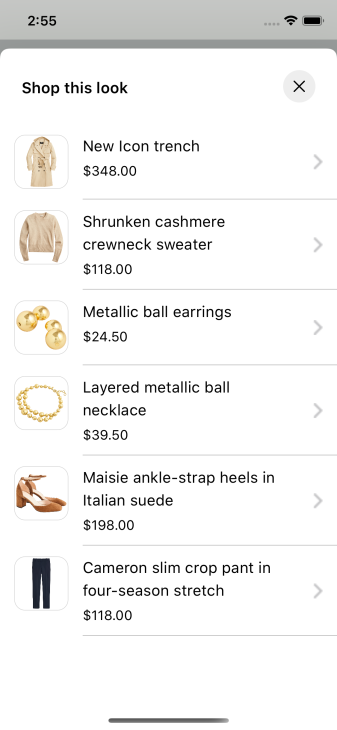 2:55
Shop this look
New Icon trench
$348.00
Shrunken cashmere
crewneck sweater
$118.00
Metallic ball earrings
$24.50
Layered metallic ball
necklace
$39.50
Maisie ankle-strap heels in
Italian suede
$198.00
Cameron slim crop pant in
four-season stretch
$118.00